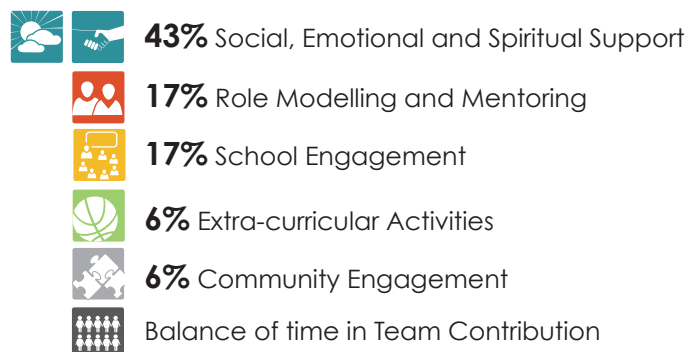 43% Social, Emotional and Spiritual Support
17% Role Modelling and Mentoring
17% School Engagement
6% Extra-curricular Activities
6% Community Engagement
Balance of time in Team Contribution